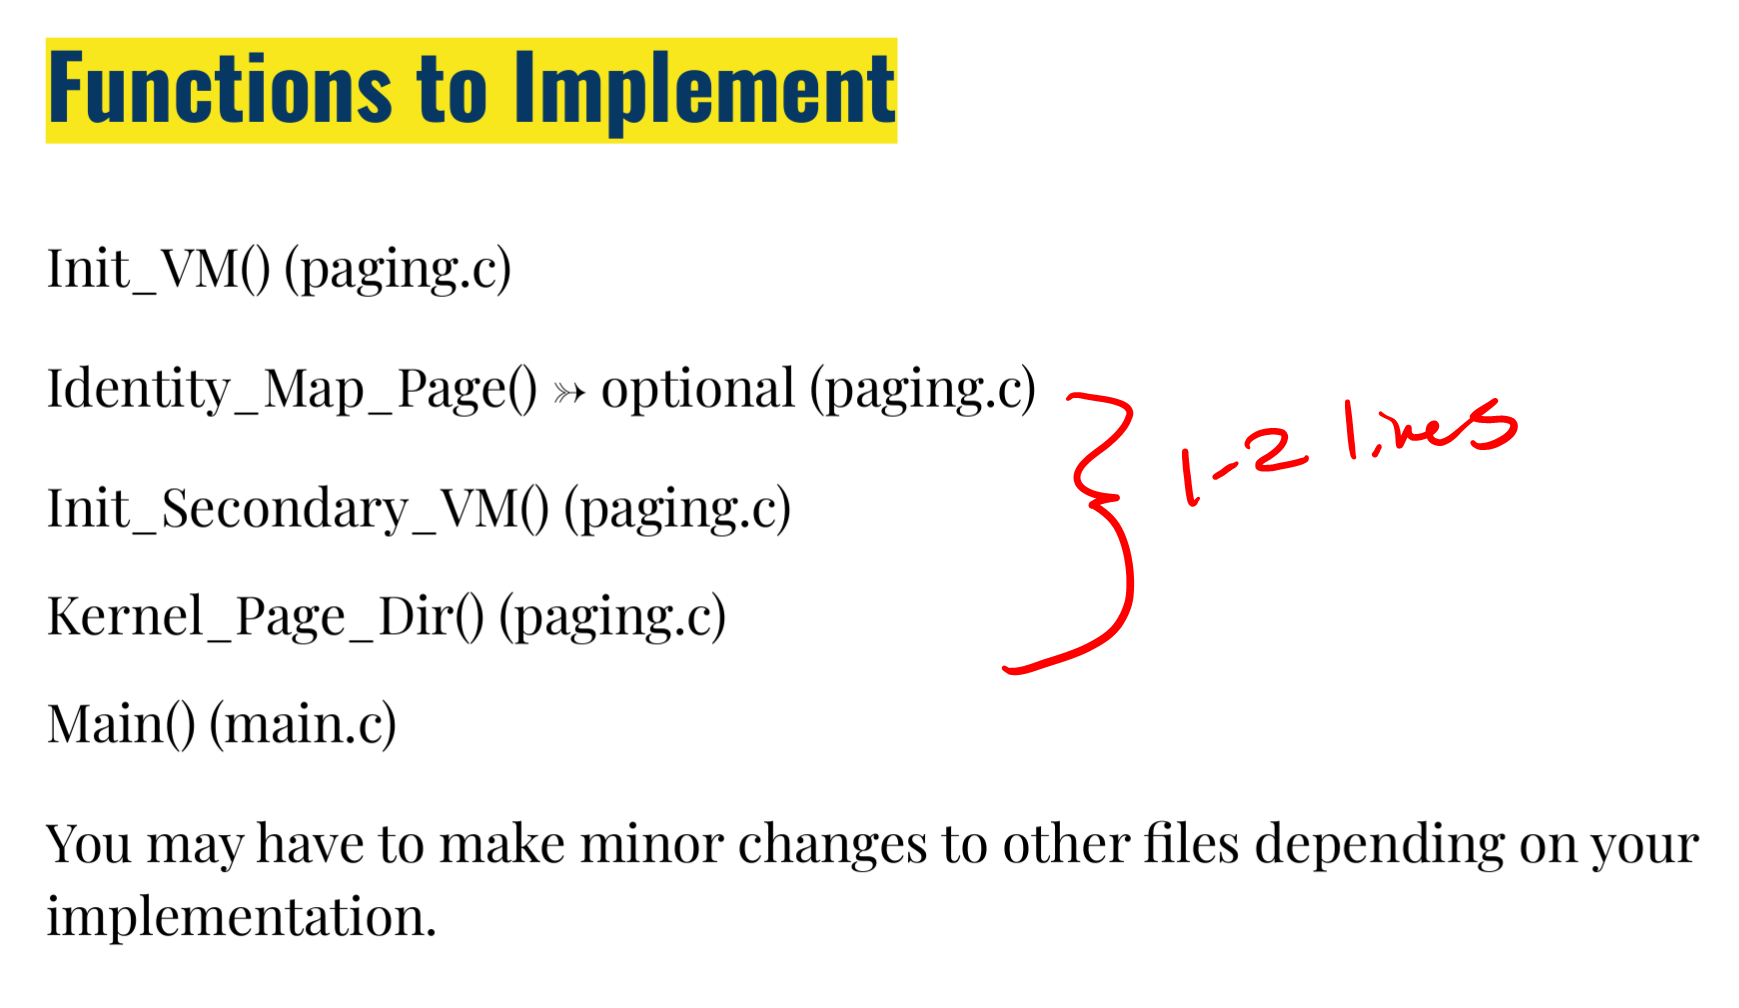 Functions to Implement
Init_VM() (paging.c)
Identity_Map_Page() ⤖ optional (paging.c)
1-2 lines
Init_Secondary_VM() (paging.c)
Kernel_Page_Dir() (paging.c)
Main() (main.c)
You may have to make minor changes to other files depending on your
implementation.